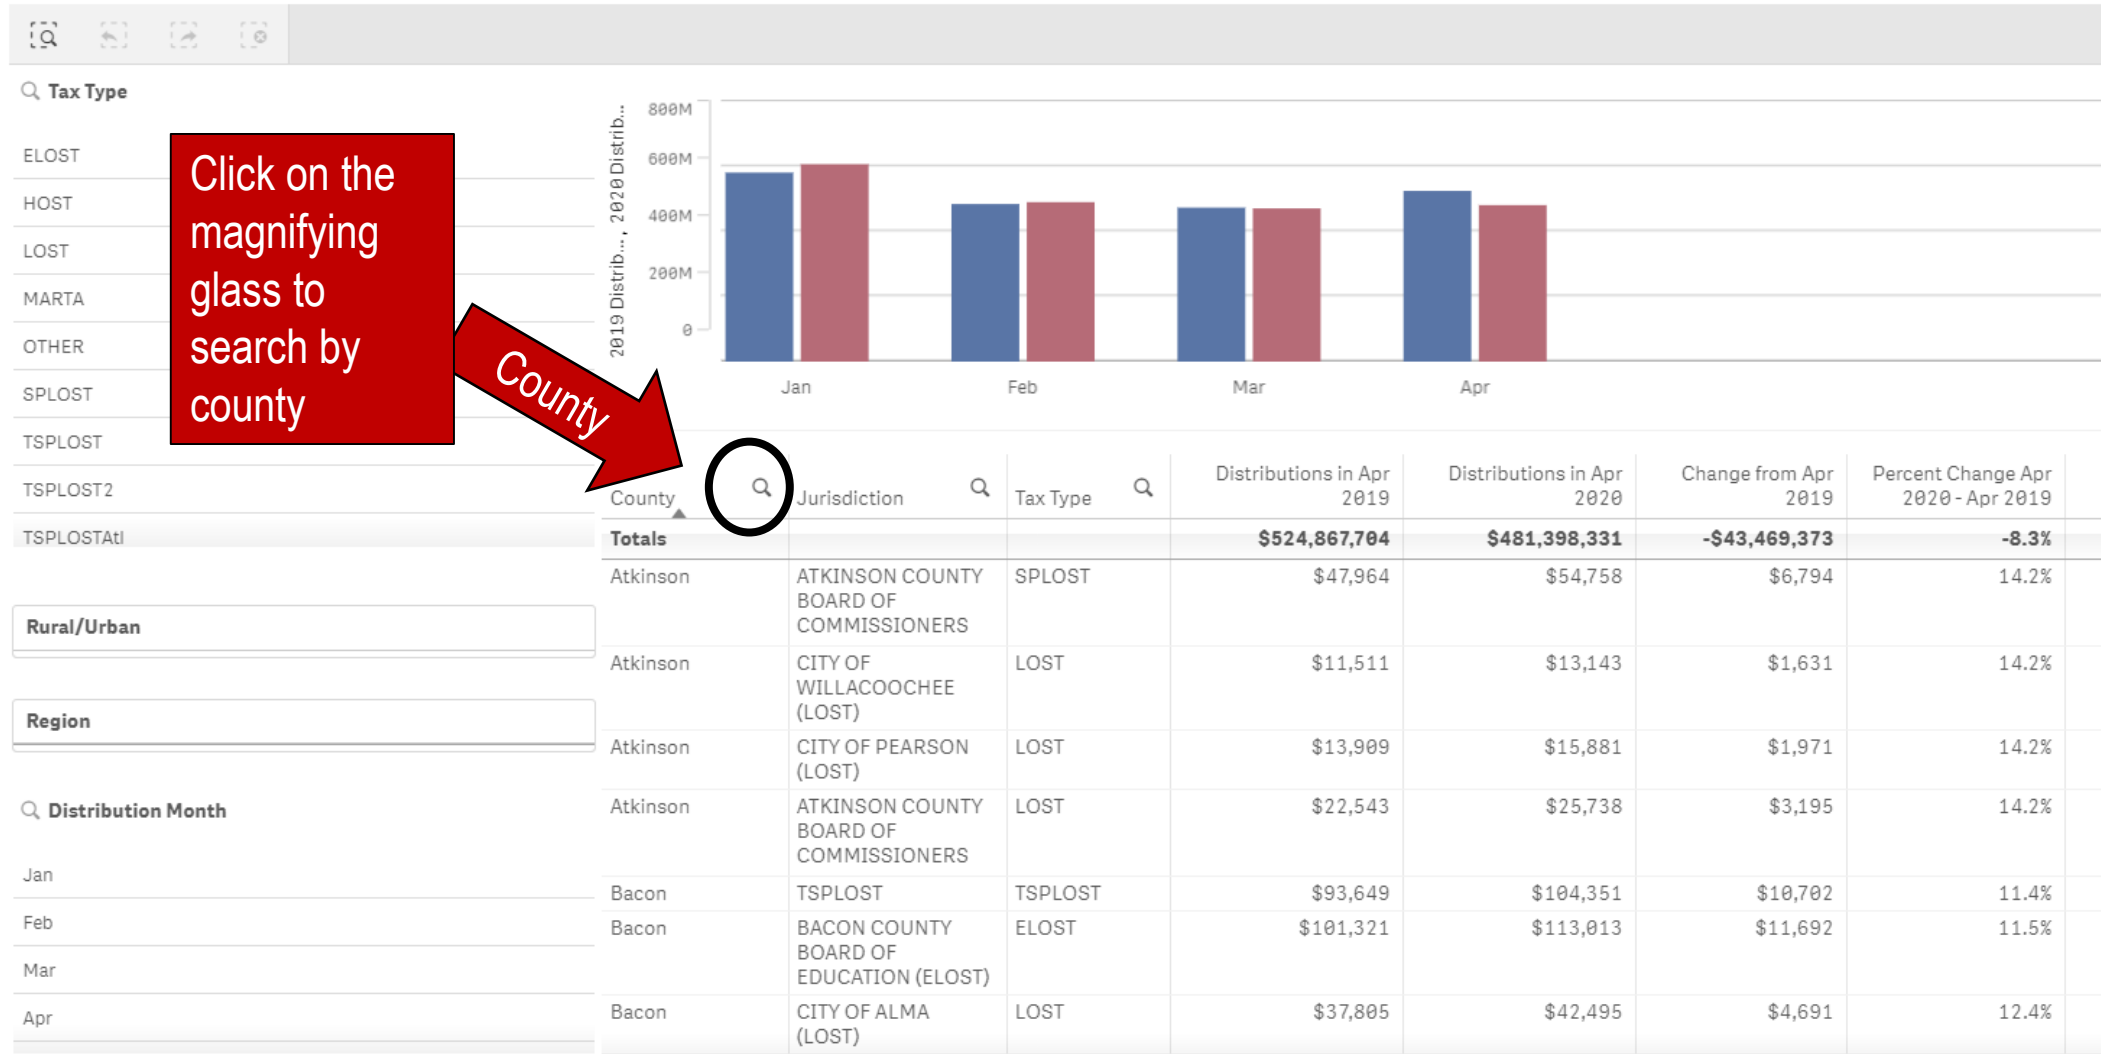 Tax Type
ELOST
HOST
LOST
MARTA
OTHER
SPLOST
TSPLOST
TSPLOST2
TSPLOSTAtl
Click on the
magnifying
glass to
search by
county
County
Rural/Urban
Region
Distribution Month
Jan
Feb
Mar
Apr
2019 Distrib..., 2020 Distrib...
800M
600M
400M
200M
0
Jan Feb Mar Apr
County Jurisdiction Tax Type Distributions in Apr 2019 Distributions in Apr 2020 Change from Apr 2019 Percent Change Apr 2020 - Apr 2019
Totals $524,867,704 $481,398,331 -$43,469,373 -8.3%
Atkinson ATKINSON COUNTY SPLOST $47,964 $54,758 $6,794 14.2%
BOARD OF
COMMISSIONERS
Atkinson CITY OF LOST $11,511 $13,143 $1,631 14.2%
WILLACOOCHEE
(LOST)
Atkinson CITY OF PEARSON LOST $13,909 $15,881 $1,971 14.2%
(LOST)
Atkinson ATKINSON COUNTY LOST $22,543 $25,738 $3,195 14.2%
BOARD OF
COMMISSIONERS
Bacon TSPLOST TSPLOST $93,649 $104,351 $10,702 11.4%
Bacon BACON COUNTY ELOST $101,321 $113,013 $11,692 11.5%
BOARD OF
EDUCATION (ELOST)
Bacon CITY OF ALMA LOST $37,805 $42,495 $4,691 12.4%
(LOST)